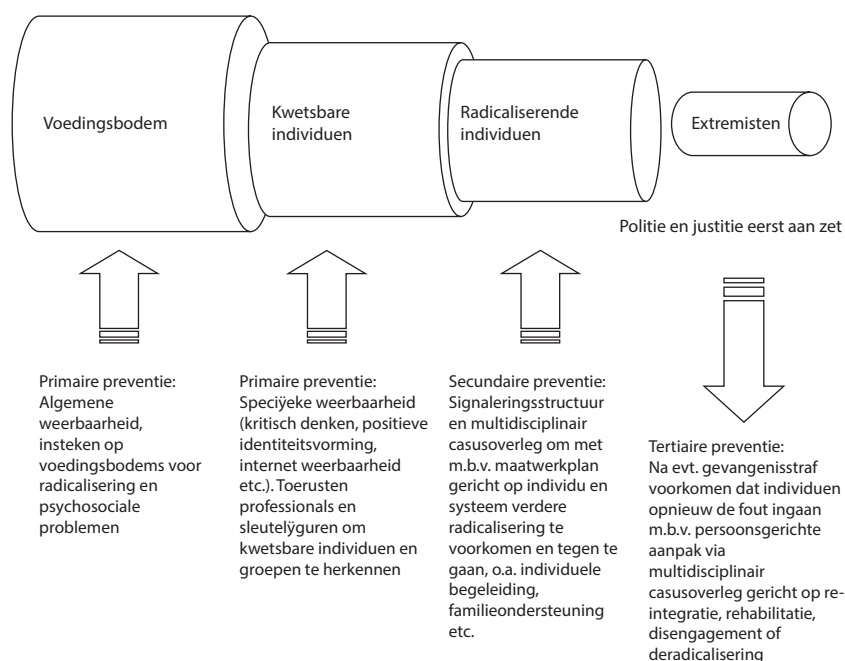 Voedingsbodem
Kwetsbare
individuen
Radicaliserende
individuen
Extremisten
Politie en justitie eerst aan zet
Primaire preventie:
Algemene
weerbaarheid,
insteken op
voedingsbodems voor
radicalisering en
psychosociale
problemen
Primaire preventie:
Speciÿeke weerbaarheid
(kritisch denken, positieve
identiteitsvorming,
internet weerbaarheid
etc.). Toerusten
professionals en
sleutelÿguren om
kwetsbare individuen en
groepen te herkennen
Secundaire preventie:
Signaleringsstructuur
en multidisciplinair
casusoverleg om met
m.b.v. maatwerkplan
gericht op individu en
systeem verdere
radicalisering te
voorkomen en tegen te
gaan, o.a. individuele
begeleiding,
familieondersteuning
etc.
Tertiaire preventie:
Na evt. gevangenisstraf
voorkomen dat individuen
opnieuw de fout ingaan
m.b.v. persoonsgerichte
aanpak via
multidisciplinair
casusoverleg gericht op re-
integratie, rehabilitatie,
disengagement of
deradicalisering